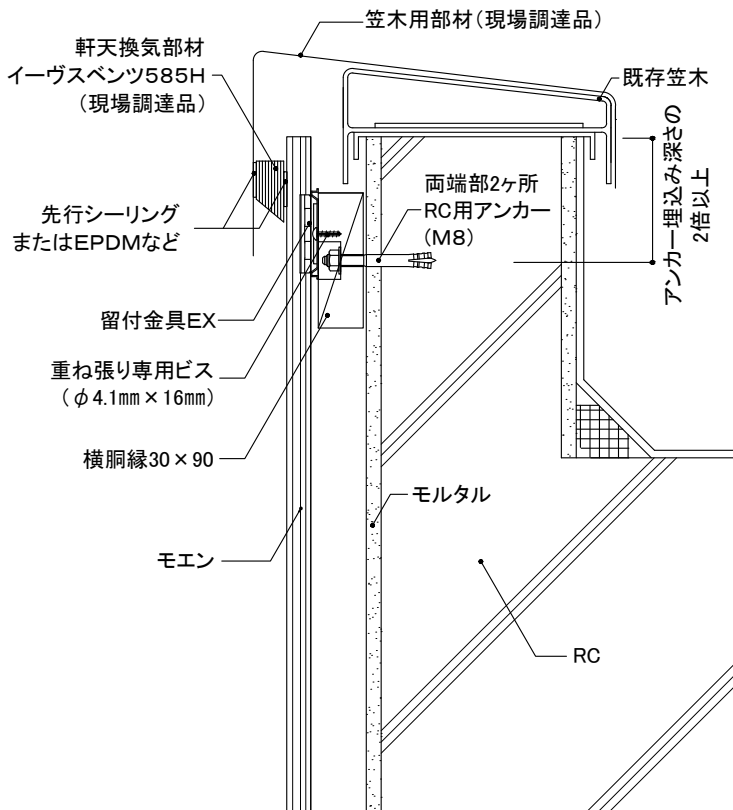 笠木用部材(現場調達品)
軒天換気部材
イーヴスベンツ585H
(現場調達品)
既存笠木
アンカー埋込み深さの
2倍以上
両端部2ヶ所
RC用アンカー
(M8)
先行シーリング
またはEPDMなど
留付金具EX
重ね張り専用ビス
(φ4.1mm×16mm)
横胴縁30×90
モルタル
モエン
RC